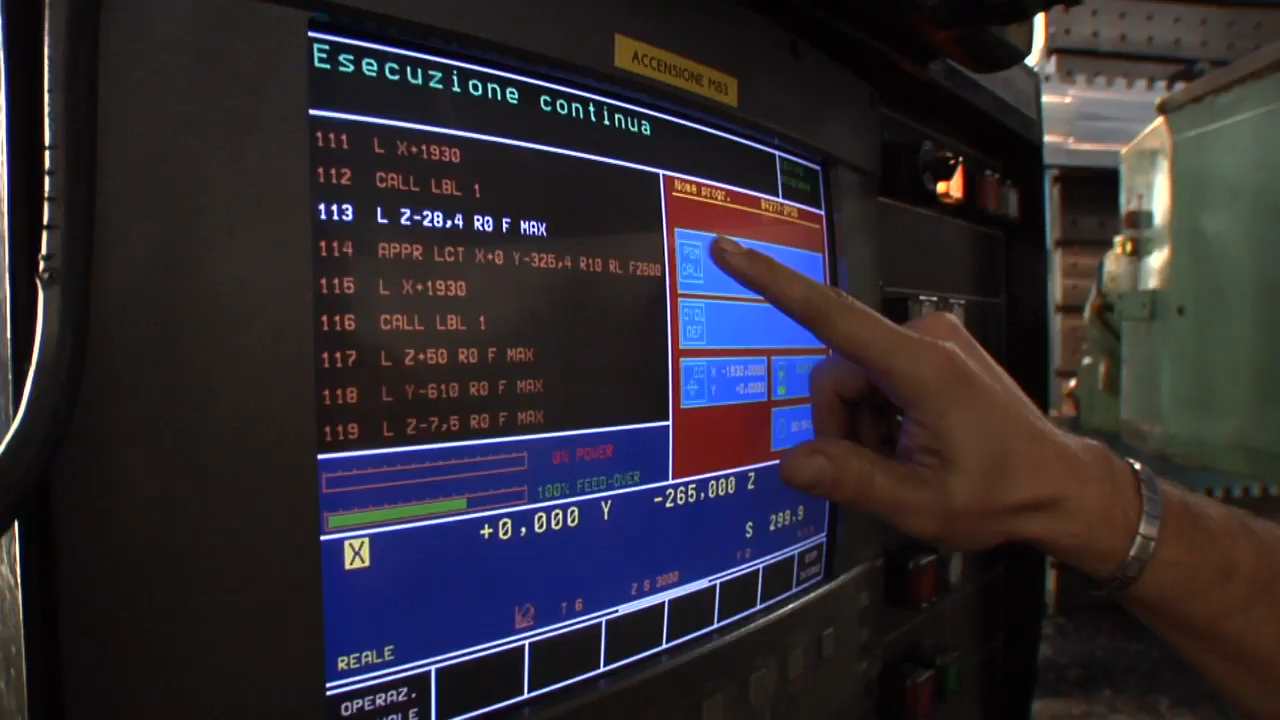 ACCENSIONE M83
Esecuzione continua
111 L X+1930
112 CALL LBL 1
113 L Z-28,4 R0 F MAX
114 APPR LCT X+0 Y-325,4 R10 RL F2500
115 L X+1930
116 CALL LBL 1
117 L Z+50 R0 F MAX
118 L Y-610 R0 F MAX
119 L Z-7,5 R0 F MAX
Nome progr.
PGM
CALL
CYCL
DEF
CC X -1930,0000
Y +0,0000
0% POWER
100% FEED-OVER
X +0,000 Y -265,000 Z
S 299,9
F 0
T 6 Z S 3000
REALE
OPERAZ.